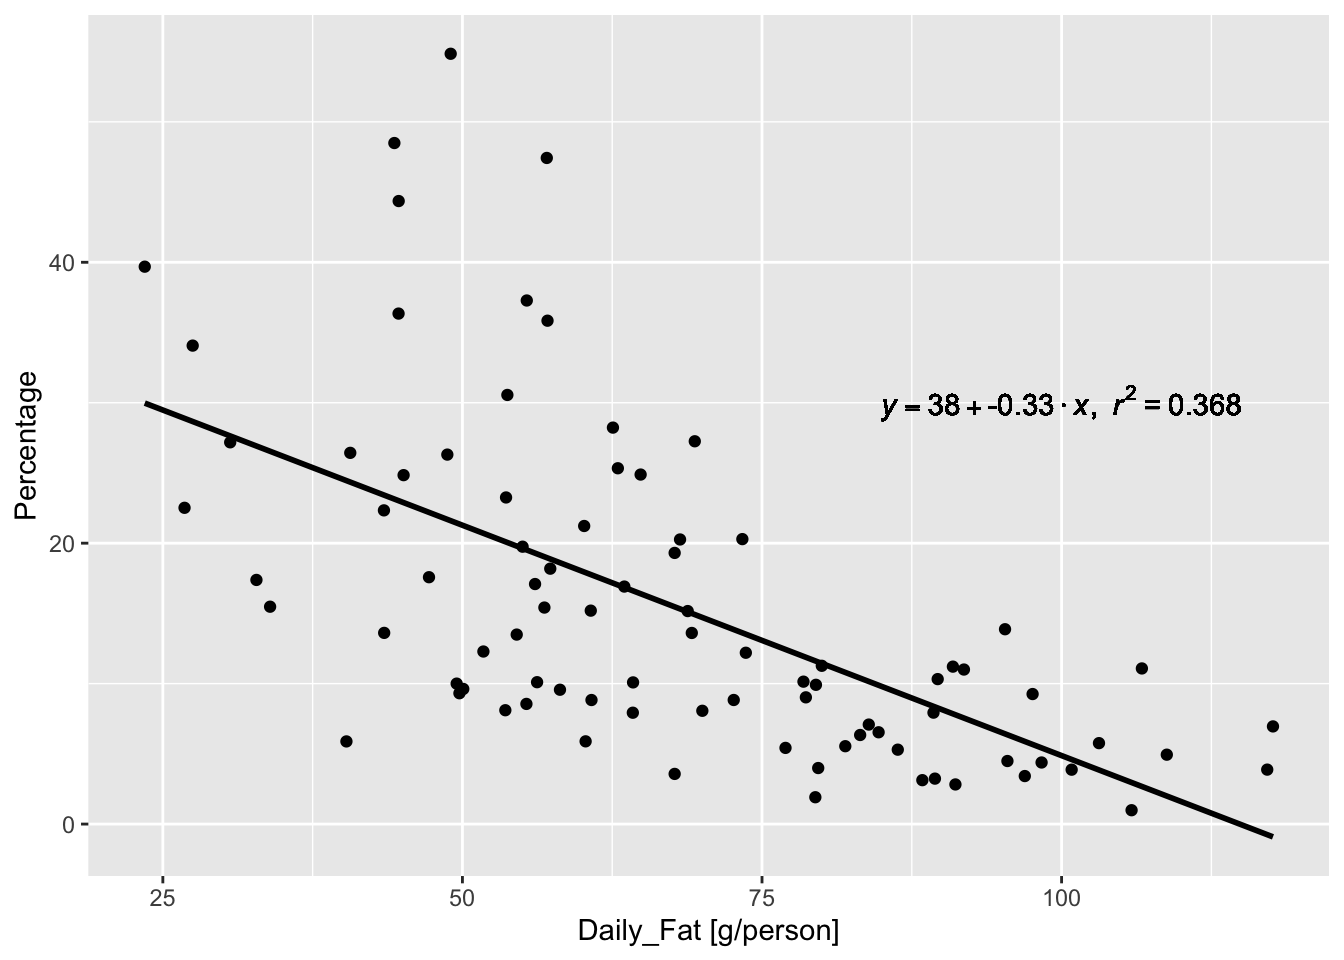 40
20
0
Percentage
y = 38 + -0.33 · x, r² = 0.368
25 50 75 100
Daily_Fat [g/person]